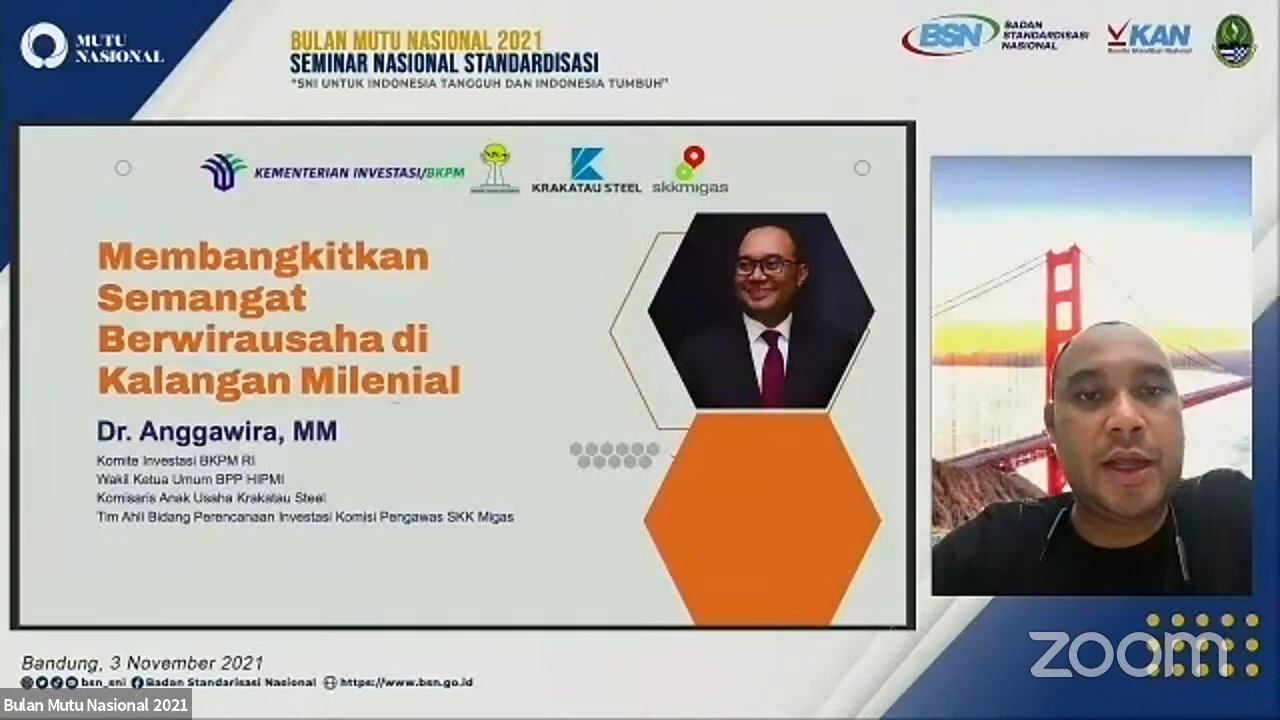 MUTU
NASIONAL
BULAN MUTU NASIONAL 2021
SEMINAR NASIONAL STANDARDISASI
"SNI UNTUK INDONESIA TANGGUH DAN INDONESIA TUMBUH"
BSN
BADAN
STANDARDISASI
NASIONAL
KAN
Komite Akreditasi Nasional
KEMENTERIAN INVESTASI/BKPM
KRAKATAU STEEL
skkmigas
Membangkitkan
Semangat
Berwirausaha di
Kalangan Milenial
Dr. Anggawira, MM
Komite Investasi BKPM RI
Wakil Ketua Umum BPP HIPMI
Komisaris Anak Usaha Krakatau Steel
Tim Ahli Bidang Perencanaan Investasi Komisi Pengawas SKK Migas
Bandung, 3 November 2021
bsn_sni Badan Standarisasi Nasional https://www.bsn.go.id
zoom
Bulan Mutu Nasional 2021